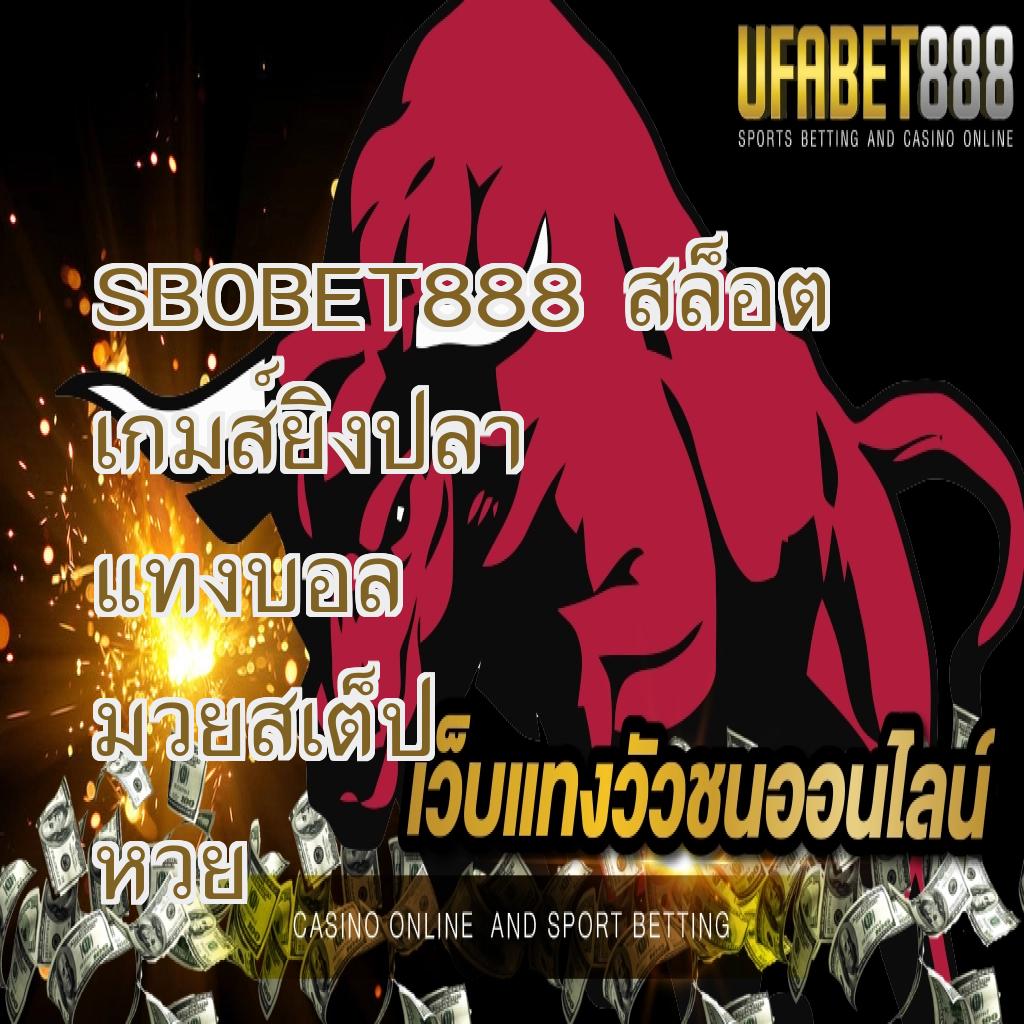 UFABET888
SPORTS BETTING AND CASINO ONLINE
SBOBET888 สล็อต
เกมส์ยิงปลา
แทงบอล
มวยสเต็ป
เว็บแทงวัวชนออนไลน์
หวย
CASINO ONLINE AND SPORT BETTING